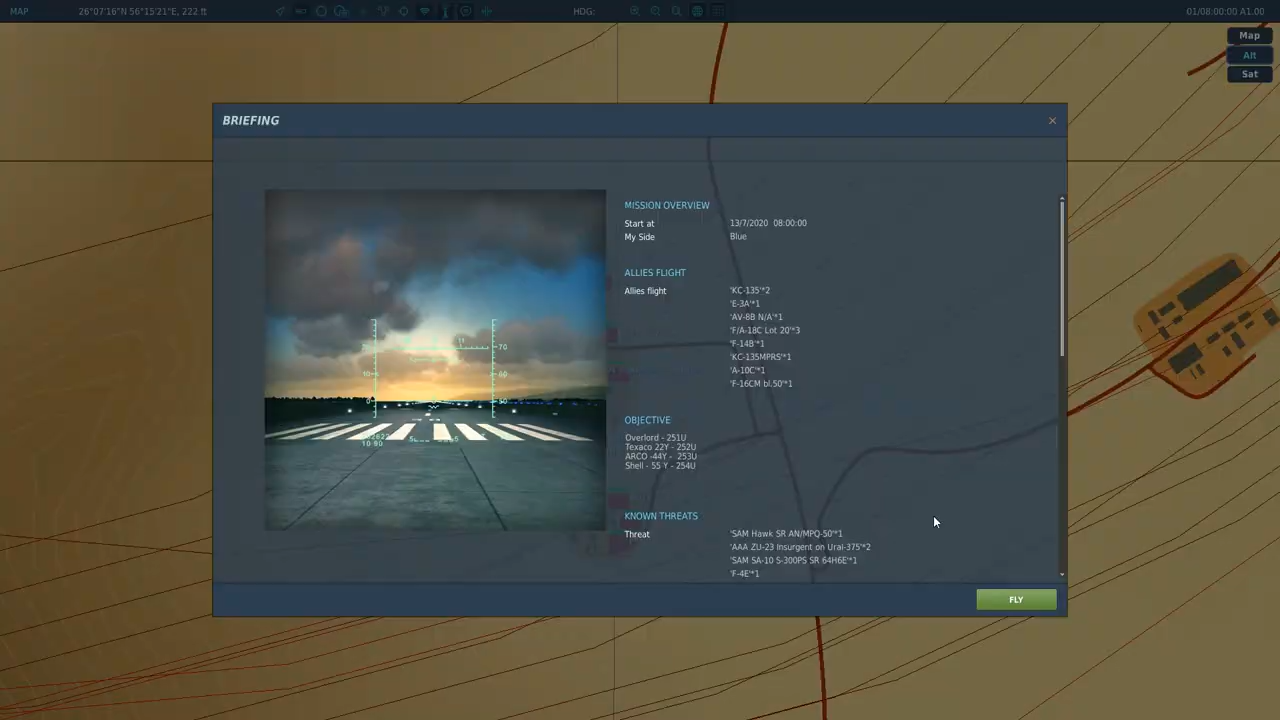 MAP
26°07'16"N 56°15'21"E, 222 ft
HDG:
01/08:00:00 A1.00
Map
Alt
Sat
BRIEFING
MISSION OVERVIEW
Start at 13/7/2020 08:00:00
My Side Blue
ALLIES FLIGHT
Allies flight 'KC-135'*2
'E-3A'*1
'AV-8B N/A'*1
'F/A-18C Lot 20'*3
'F-14B'*1
'KC-135MPRS'*1
'A-10C'*1
'F-16CM bl.50'*1
OBJECTIVE
Overlord - 251U
Texaco 22Y - 252U
ARCO -44Y - 253U
Shell - 55 Y - 254U
KNOWN THREATS
Threat 'SAM Hawk SR AN/MPQ-50'*1
'AAA ZU-23 Insurgent on Ural-375'*2
'SAM SA-10 S-300PS SR 64H6E'*1
'F-4E'*1
FLY